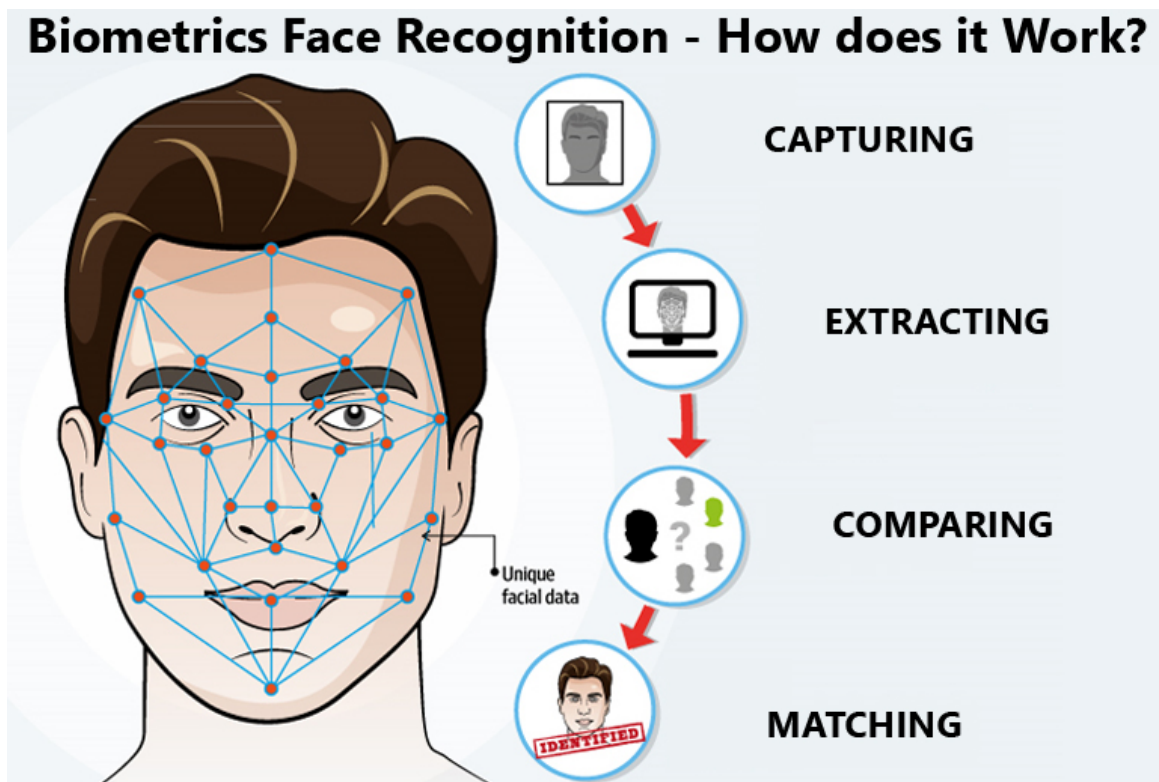 Biometrics Face Recognition - How does it Work?
CAPTURING
EXTRACTING
COMPARING
?
Unique
facial data
IDENTIFIED
MATCHING